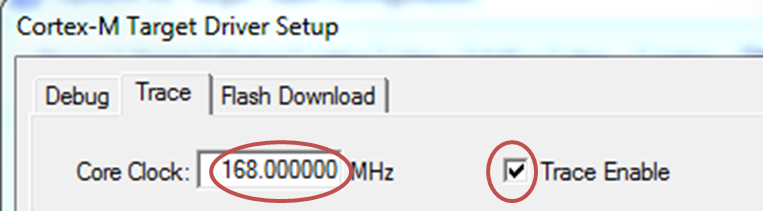 Cortex-M Target Driver Setup
Debug Trace Flash Download
Core Clock: 168.000000 MHz Trace Enable